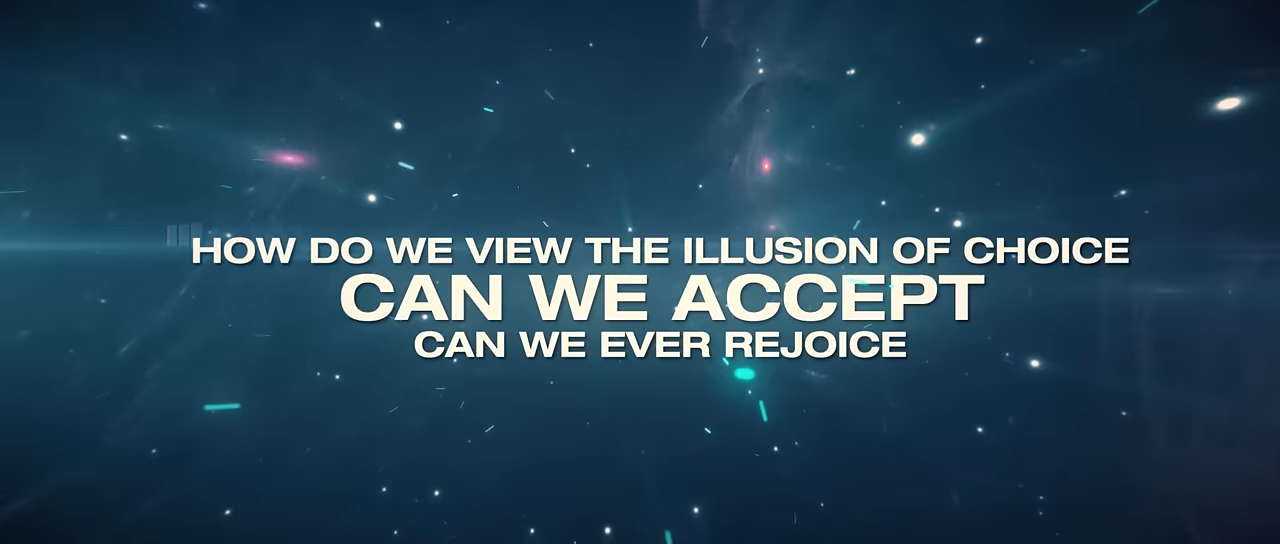 HOW DO WE VIEW THE ILLUSION OF CHOICE
CAN WE ACCEPT
CAN WE EVER REJOICE